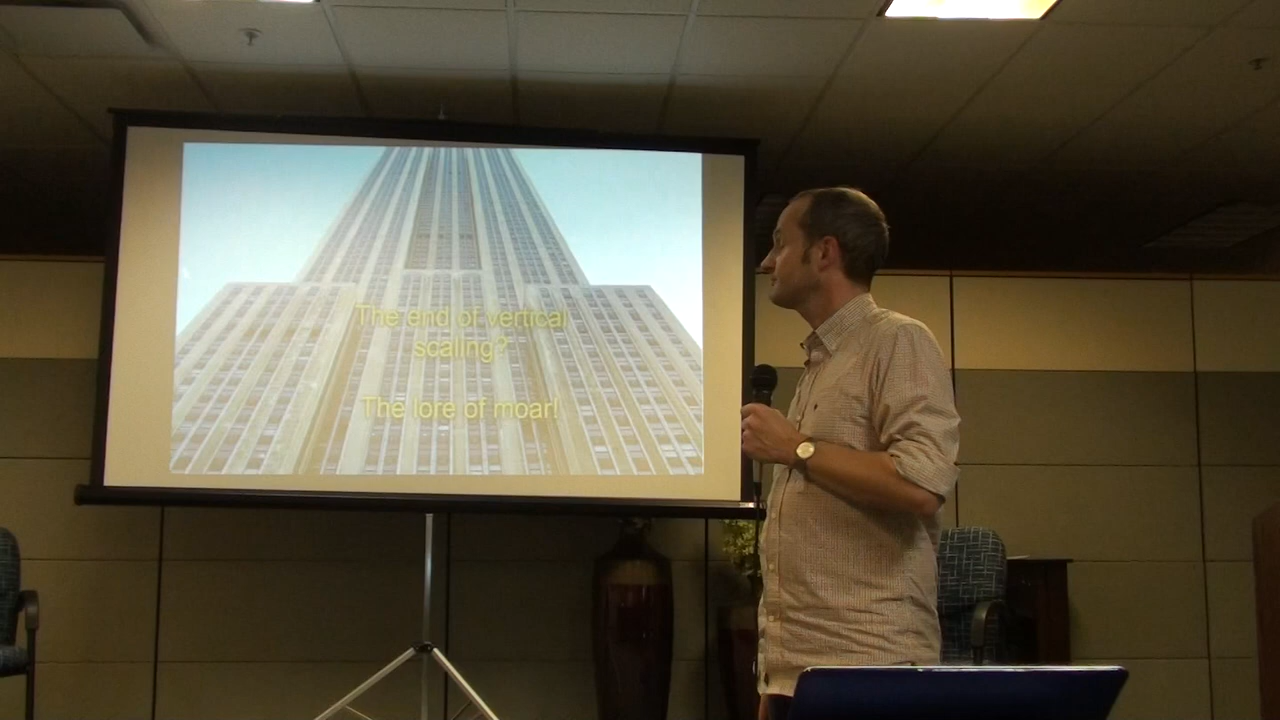 The end of vertical
scaling?
The lore of moar!